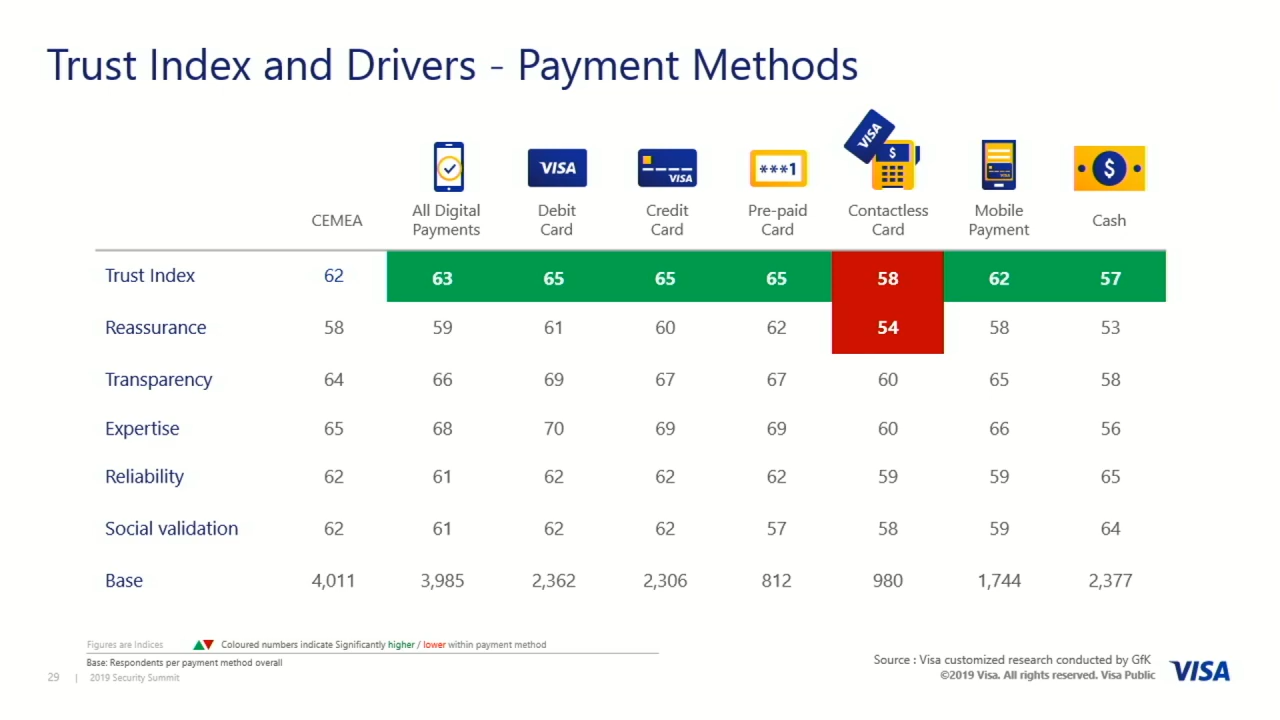 Trust Index and Drivers - Payment Methods
VISA
VISA
VISA
***1
$
VISA
$
CEMEA
All Digital
Payments
Debit
Card
Credit
Card
Pre-paid
Card
Contactless
Card
Mobile
Payment
Cash
Trust Index 62 63 65 65 65 58 62 57
Reassurance 58 59 61 60 62 54 58 53
Transparency 64 66 69 67 67 60 65 58
Expertise 65 68 70 69 69 60 66 56
Reliability 62 61 62 62 62 59 59 65
Social validation 62 61 62 62 57 58 59 64
Base 4,011 3,985 2,362 2,306 812 980 1,744 2,377
Figures are Indices Coloured numbers indicate Significantly higher / lower within payment method
Base: Respondents per payment method overall
29 | 2019 Security Summit
Source : Visa customized research conducted by GfK
©2019 Visa. All rights reserved. Visa Public
VISA